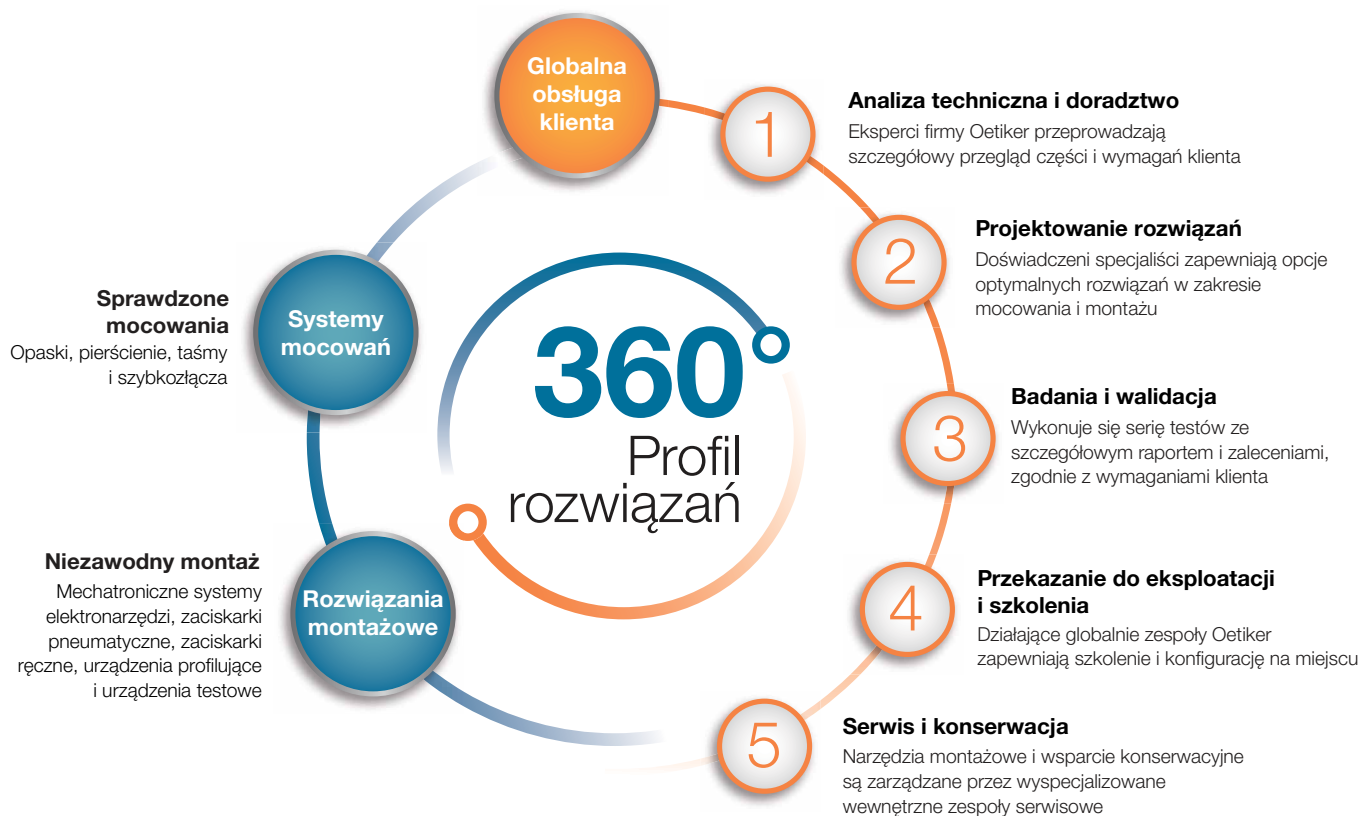 Globalna
obsługa
klienta
1
Analiza techniczna i doradztwo
Eksperci firmy Oetiker przeprowadzają
szczegółowy przegląd części i wymagań klienta
2
Projektowanie rozwiązań
Doświadczeni specjaliści zapewniają opcje
optymalnych rozwiązań w zakresie
mocowania i montażu
3
Badania i walidacja
Wykonuje się serię testów ze
szczegółowym raportem i zaleceniami,
zgodnie z wymaganiami klienta
4
Przekazanie do eksploatacji
i szkolenia
Działające globalnie zespoły Oetiker
zapewniają szkolenie i konfigurację na miejscu
5
Serwis i konserwacja
Narzędzia montażowe i wsparcie konserwacyjne
są zarządzane przez wyspecjalizowane
wewnętrzne zespoły serwisowe
Sprawdzone
mocowania
Opaski, pierścienie, taśmy
i szybkozłącza
Systemy
mocowań
360°
Profil
rozwiązań
Niezawodny montaż
Mechatroniczne systemy
elektronarzędzi, zaciskarki
pneumatyczne, zaciskarki
ręczne, urządzenia profilujące
i urządzenia testowe
Rozwiązania
montażowe